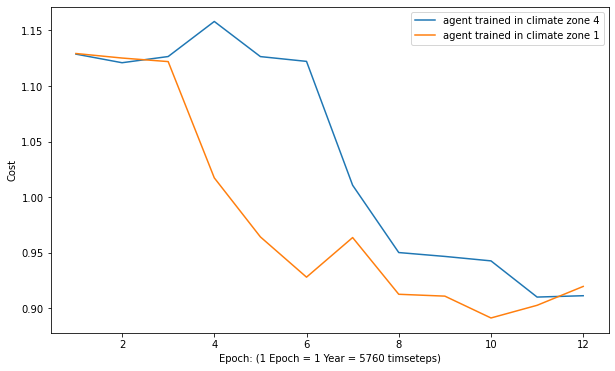 agent trained in climate zone 4
agent trained in climate zone 1
1.15
1.10
1.05
1.00
0.95
0.90
Cost
2 4 6 8 10 12
Epoch: (1 Epoch = 1 Year = 5760 timseteps)